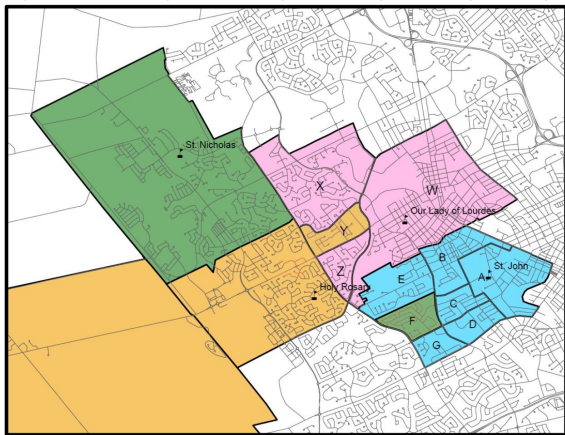 St. Nicholas
X
W
Our Lady of Lourdes
Y
Z
B
St. John
A
E
Holy Rosary
C
F
D
G